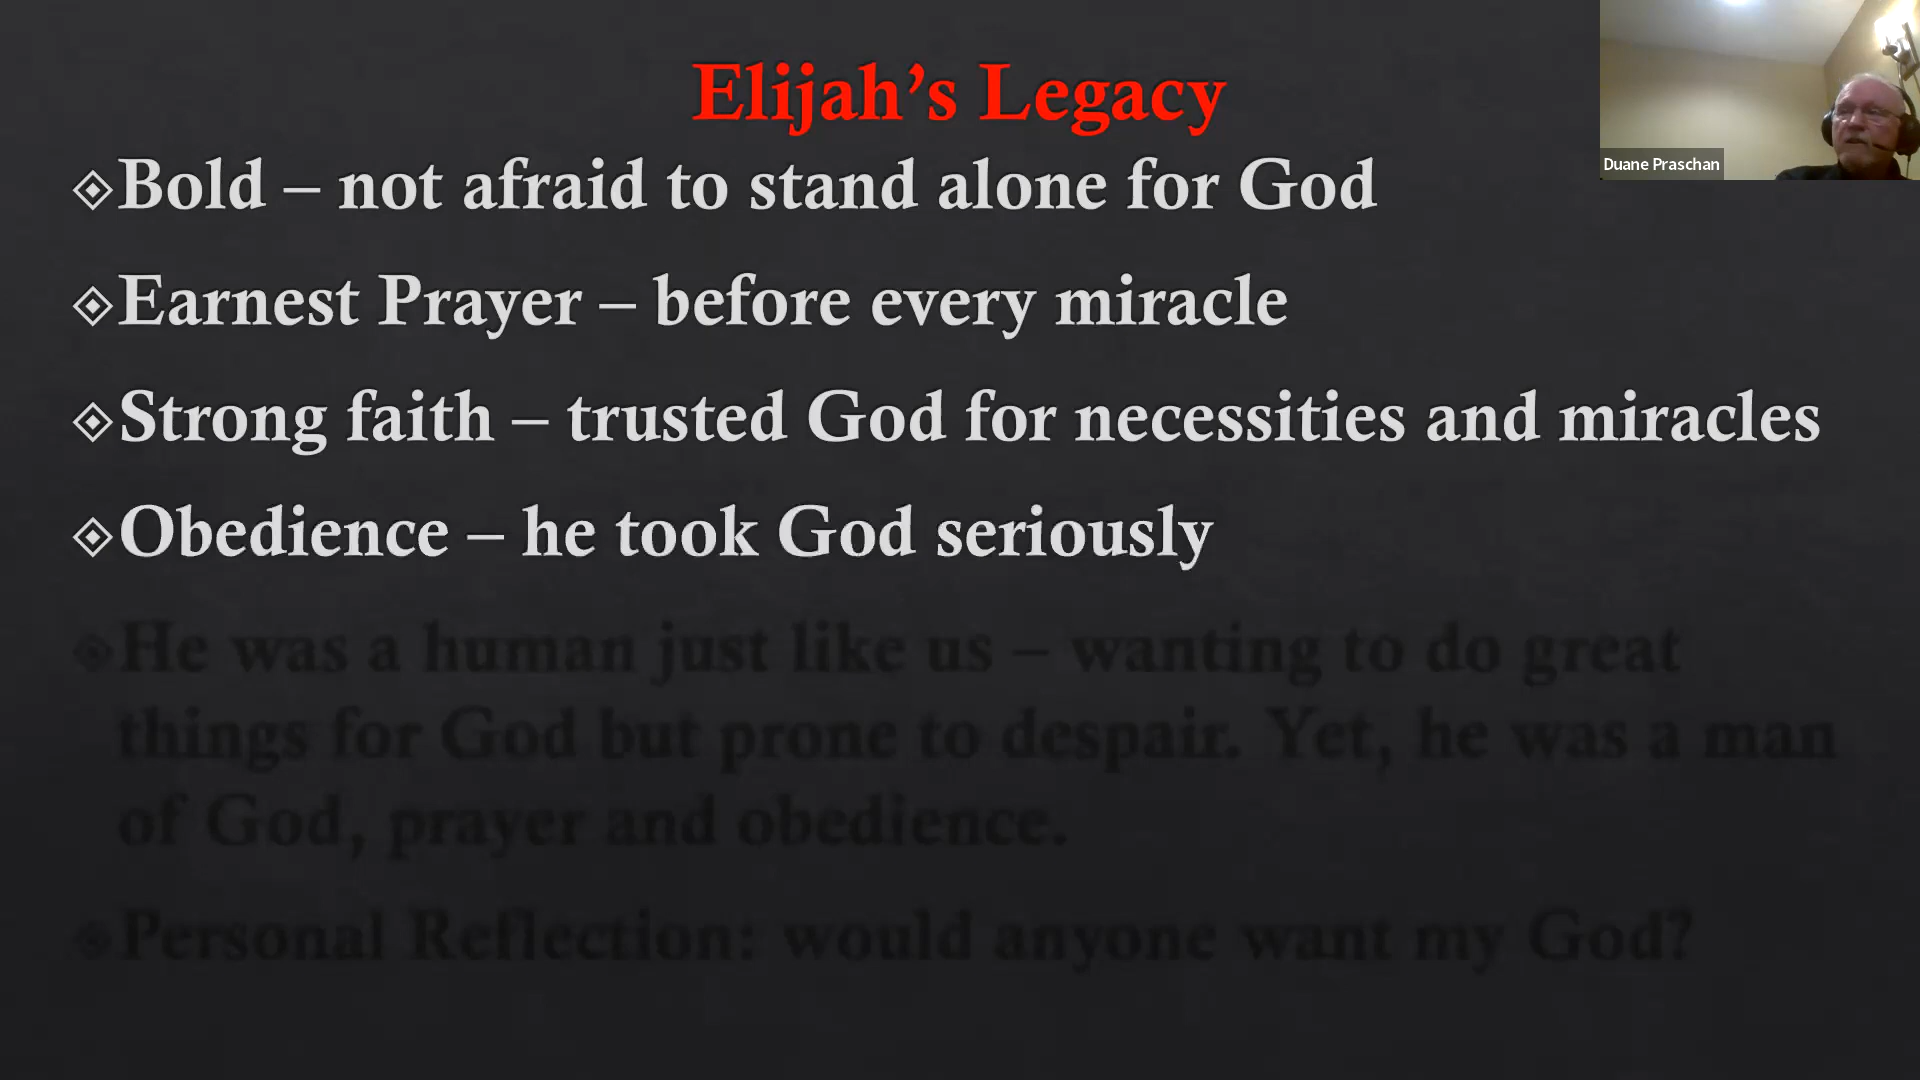 Elijah’s Legacy
Duane Praschan
Bold – not afraid to stand alone for God
Earnest Prayer – before every miracle
Strong faith – trusted God for necessities and miracles
Obedience – he took God seriously
He was a human just like us – wanting to do great
things for God but prone to despair. Yet, he was a man
of God, prayer and obedience.
Personal Reflection: would anyone want my God?